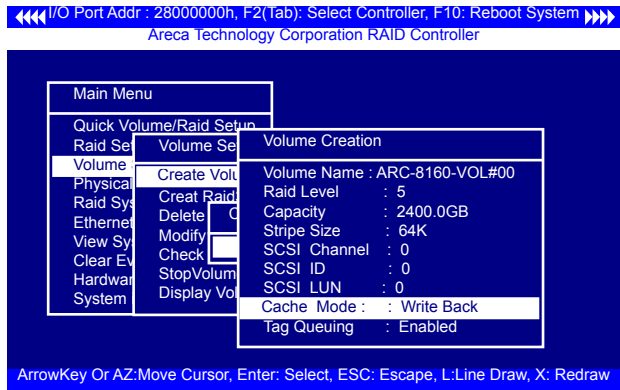 I/O Port Addr : 28000000h, F2(Tab): Select Controller, F10: Reboot System
Areca Technology Corporation RAID Controller
Main Menu
Quick Volume/Raid Setup
Raid Set
Volume
Physical
Raid Sys
Ethernet
View Sy
Clear Ev
Hardwar
System
Volume Se
Create Volu
Creat Raid
Delete
Modify
Check
StopVolum
Display Vol
C
Volume Creation
Volume Name : ARC-8160-VOL#00
Raid Level : 5
Capacity : 2400.0GB
Stripe Size : 64K
SCSI Channel : 0
SCSI ID : 0
SCSI LUN : 0
Cache Mode : : Write Back
Tag Queuing : Enabled
ArrowKey Or AZ:Move Cursor, Enter: Select, ESC: Escape, L:Line Draw, X: Redraw